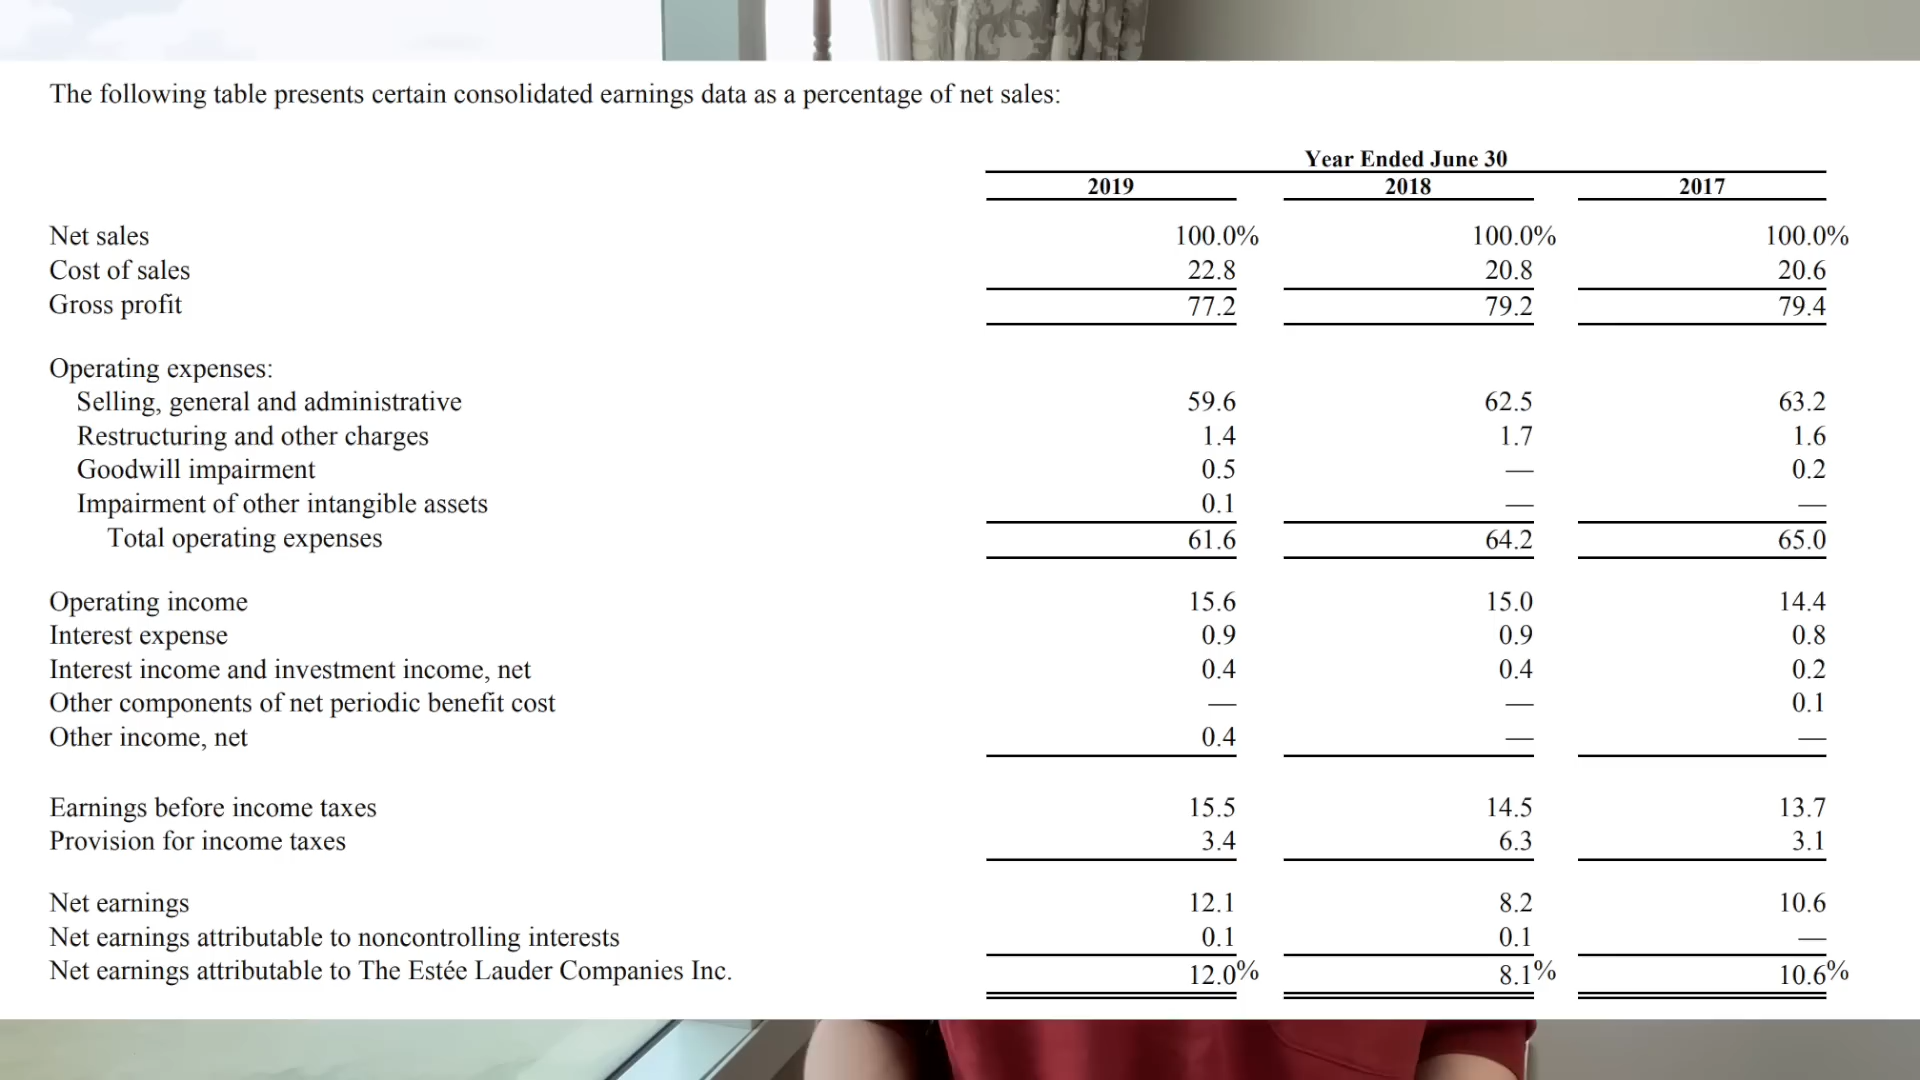 The following table presents certain consolidated earnings data as a percentage of net sales:
Year Ended June 30
2019 2018 2017
Net sales 100.0% 100.0% 100.0%
Cost of sales 22.8 20.8 20.6
Gross profit 77.2 79.2 79.4
Operating expenses:
Selling, general and administrative 59.6 62.5 63.2
Restructuring and other charges 1.4 1.7 1.6
Goodwill impairment 0.5 — 0.2
Impairment of other intangible assets 0.1 — —
Total operating expenses 61.6 64.2 65.0
Operating income 15.6 15.0 14.4
Interest expense 0.9 0.9 0.8
Interest income and investment income, net 0.4 0.4 0.2
Other components of net periodic benefit cost — — 0.1
Other income, net 0.4 — —
Earnings before income taxes 15.5 14.5 13.7
Provision for income taxes 3.4 6.3 3.1
Net earnings 12.1 8.2 10.6
Net earnings attributable to noncontrolling interests 0.1 0.1 —
Net earnings attributable to The Estée Lauder Companies Inc. 12.0% 8.1% 10.6%